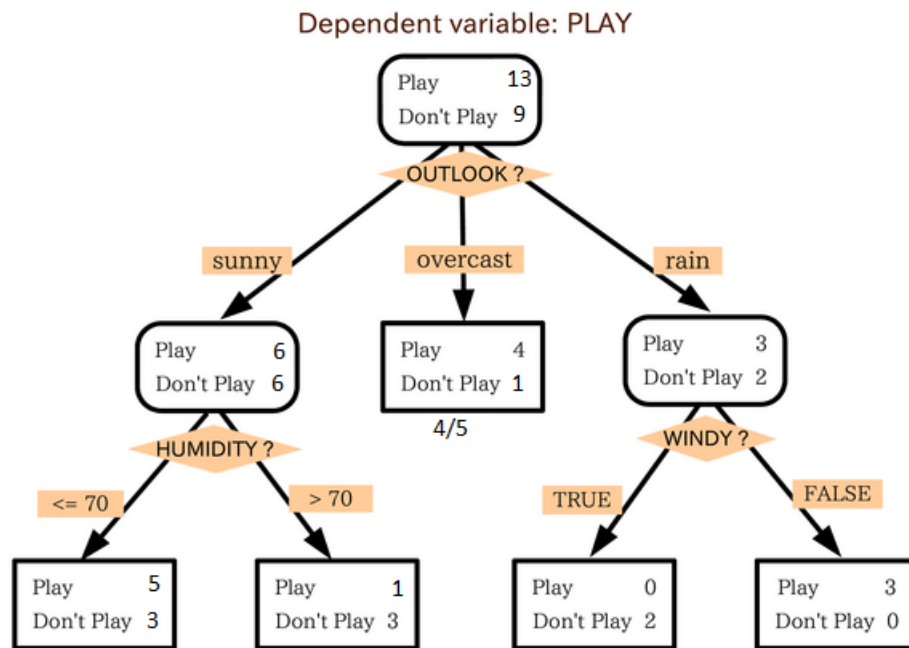 Dependent variable: PLAY
Play 13
Don't Play 9
OUTLOOK ?
sunny
overcast
rain
Play 6
Don't Play 6
Play 4
Don't Play 1
4/5
Play 3
Don't Play 2
HUMIDITY ?
WINDY ?
<= 70
> 70
TRUE
FALSE
Play 5
Don't Play 3
Play 1
Don't Play 3
Play 0
Don't Play 2
Play 3
Don't Play 0